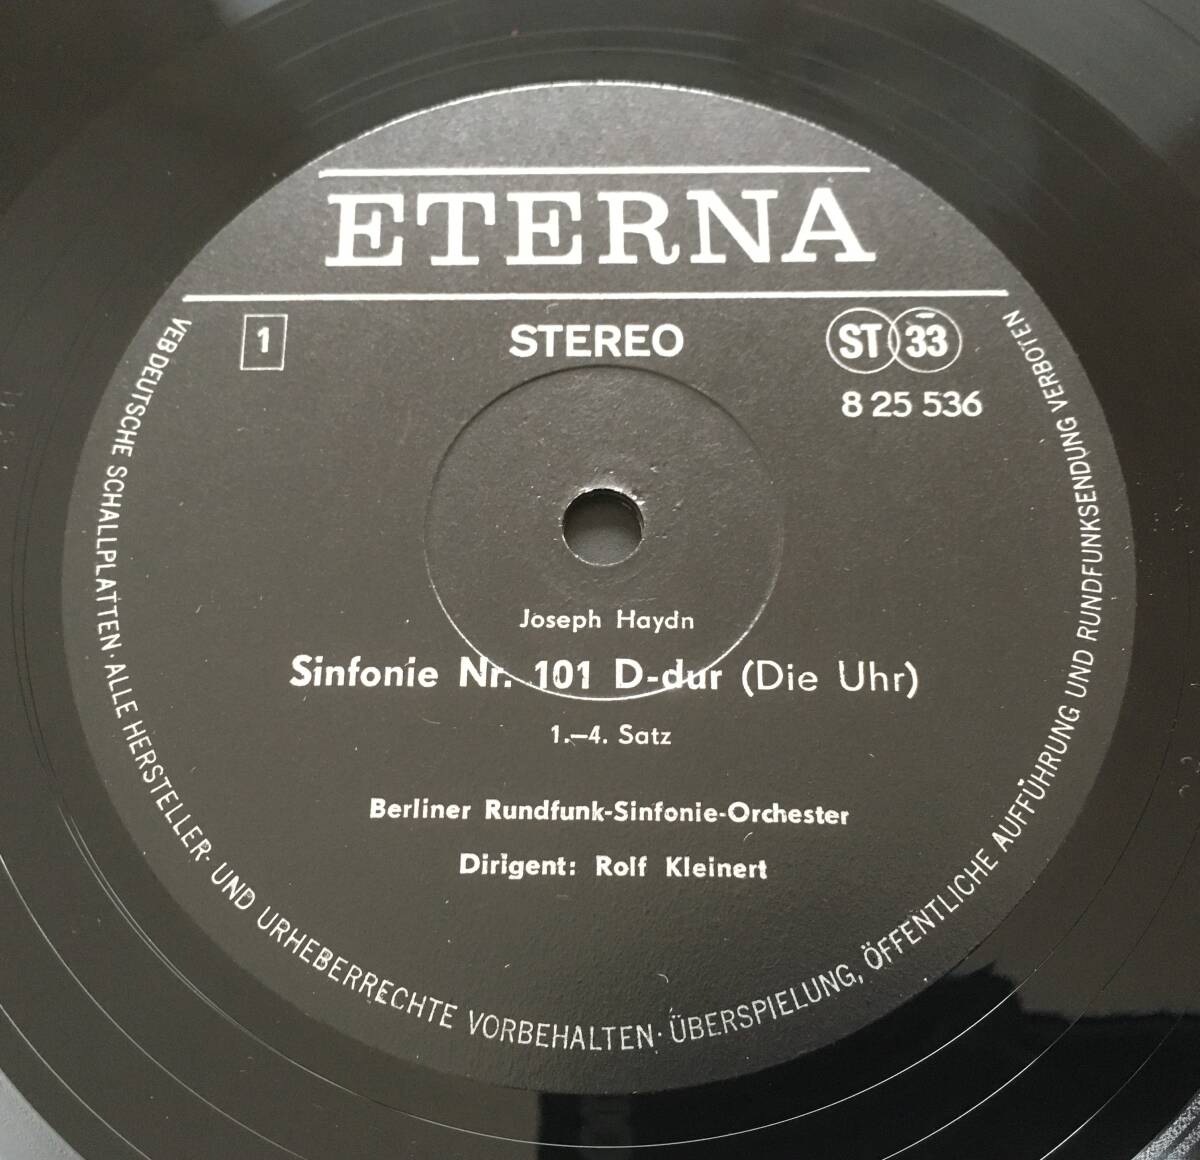 ETERNA
1
STEREO
ST 33
8 25 536
Joseph Haydn
Sinfonie Nr. 101 D-dur (Die Uhr)
1.—4. Satz
Berliner Rundfunk-Sinfonie-Orchester
Dirigent: Rolf Kleinert
VEB DEUTSCHE SCHALLPLATTEN · ALLE HERSTELLER- UND URHEBERRECHTE VORBEHALTEN · ÜBERSPIELUNG, ÖFFENTLICHE AUFFÜHRUNG UND RUNDFUNKSENDUNG VERBOTEN